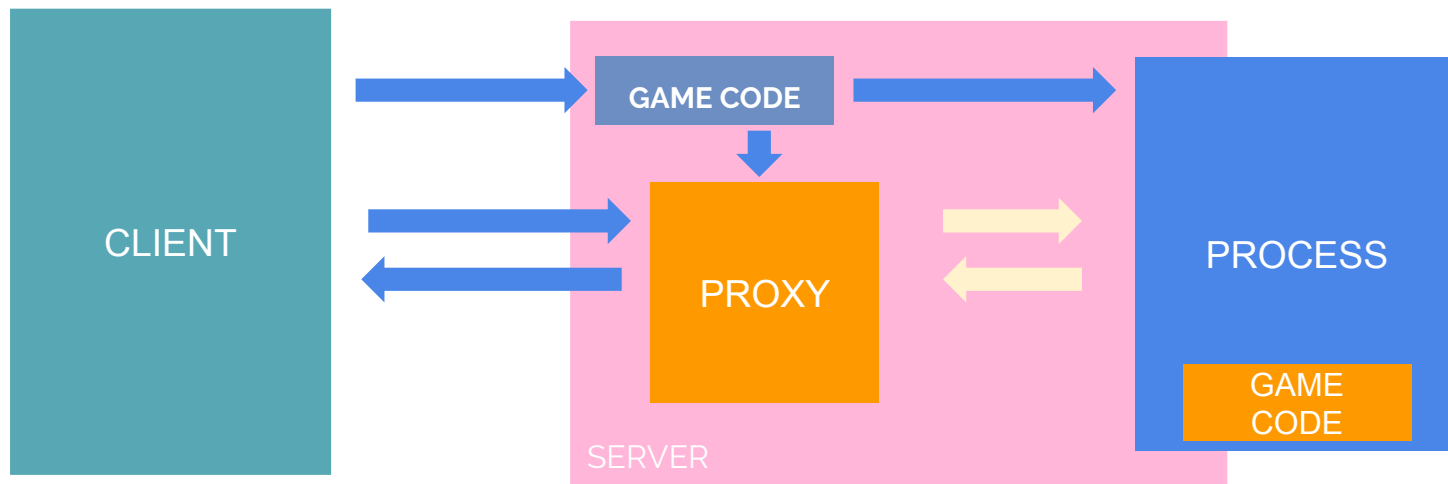 GAME CODE
CLIENT
PROXY
PROCESS
GAME
CODE
SERVER